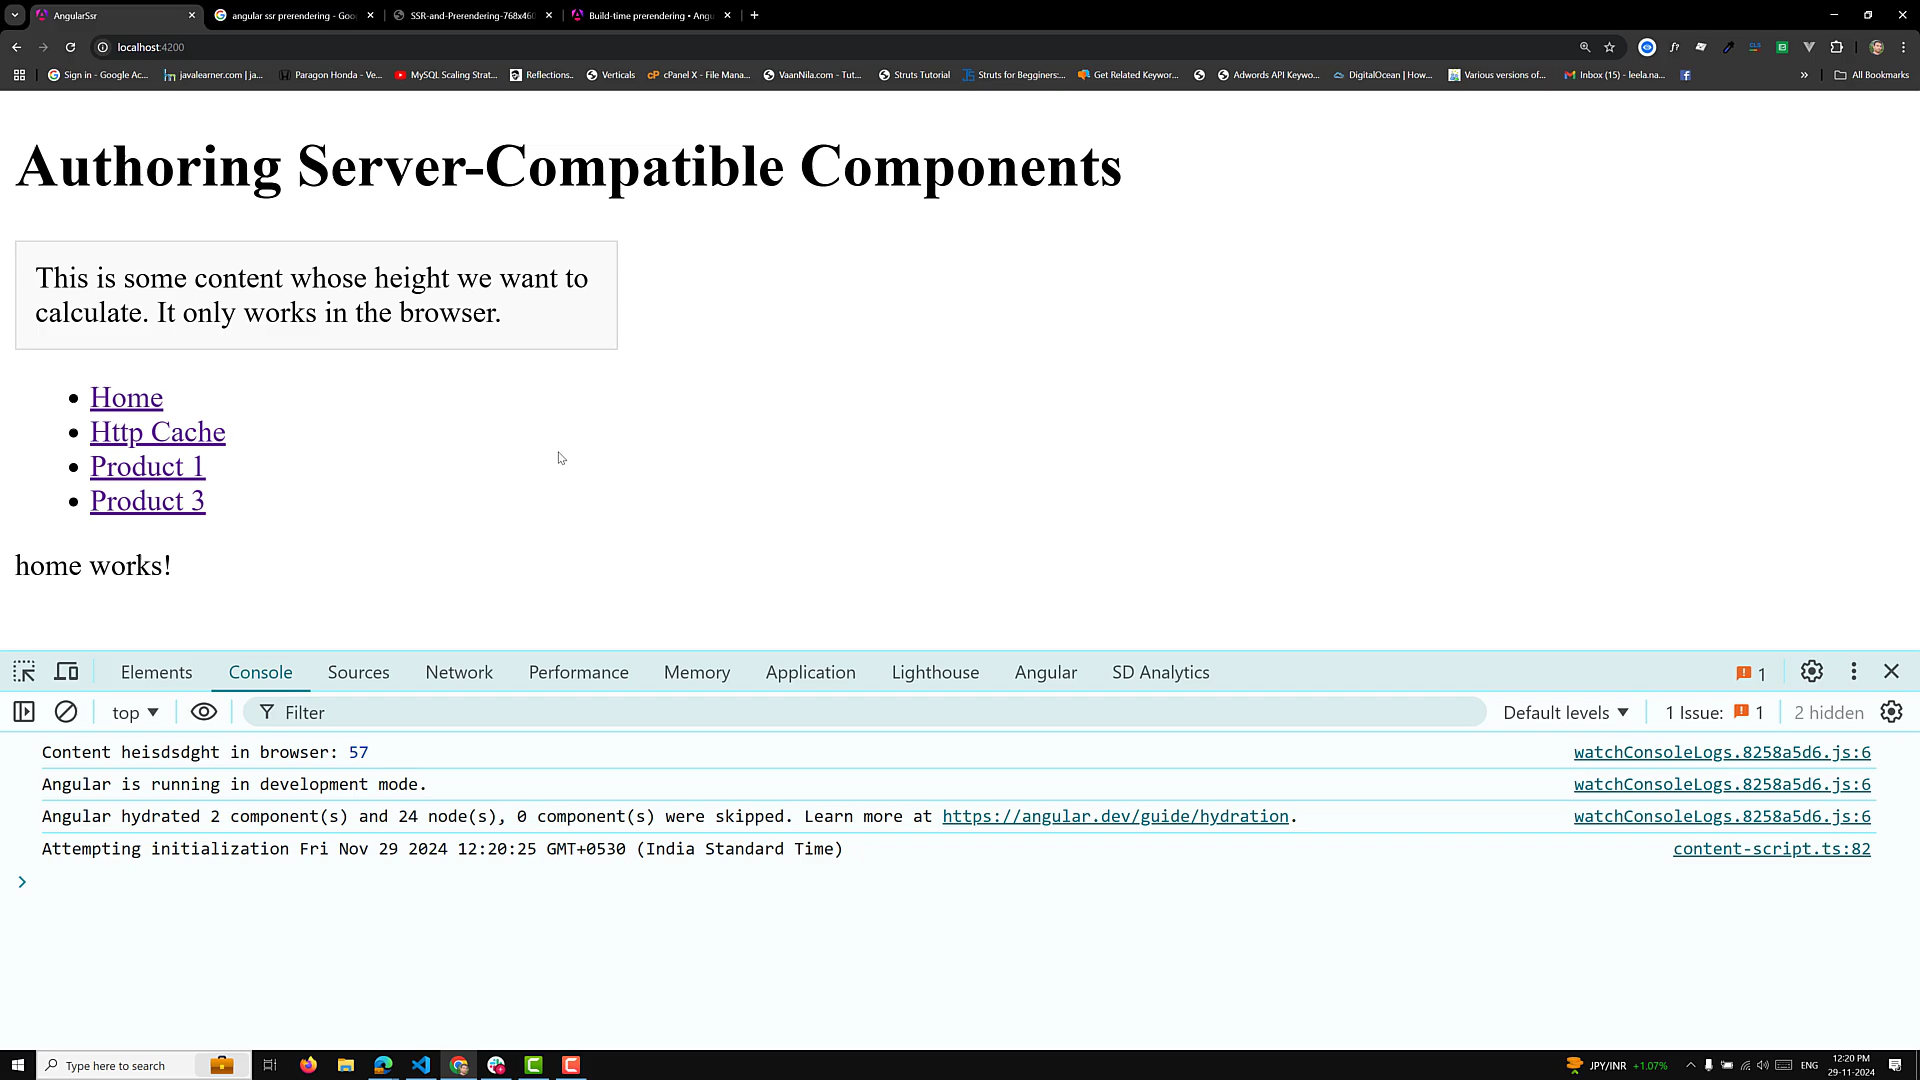 AngularSsr
angular ssr prerendering - Goo
SSR-and-Prerendering-768x460
Build-time prerendering • Angu
localhost:4200
Sign in - Google Ac...
javalearner.com | ja...
Paragon Honda - Ve...
MySQL Scaling Strat...
Reflections..
Verticals
cPanel X - File Mana...
VaanNila.com - Tut...
Struts Tutorial
Struts for Begginers:...
Get Related Keywor...
Adwords API Keywo...
DigitalOcean | How...
Various versions of...
Inbox (15) - leela.na...
All Bookmarks
Authoring Server-Compatible Components
This is some content whose height we want to
calculate. It only works in the browser.
Home
Http Cache
Product 1
Product 3
home works!
Elements
Console
Sources
Network
Performance
Memory
Application
Lighthouse
Angular
SD Analytics
1
top
Filter
Default levels
1 Issue: 1
2 hidden
Content heisdsdght in browser: 57 watchConsoleLogs.8258a5d6.js:6
Angular is running in development mode. watchConsoleLogs.8258a5d6.js:6
Angular hydrated 2 component(s) and 24 node(s), 0 component(s) were skipped. Learn more at https://angular.dev/guide/hydration. watchConsoleLogs.8258a5d6.js:6
Attempting initialization Fri Nov 29 2024 12:20:25 GMT+0530 (India Standard Time) content-script.ts:82
Type here to search
JPY/INR +1.07%
ENG
12:20 PM
29-11-2024